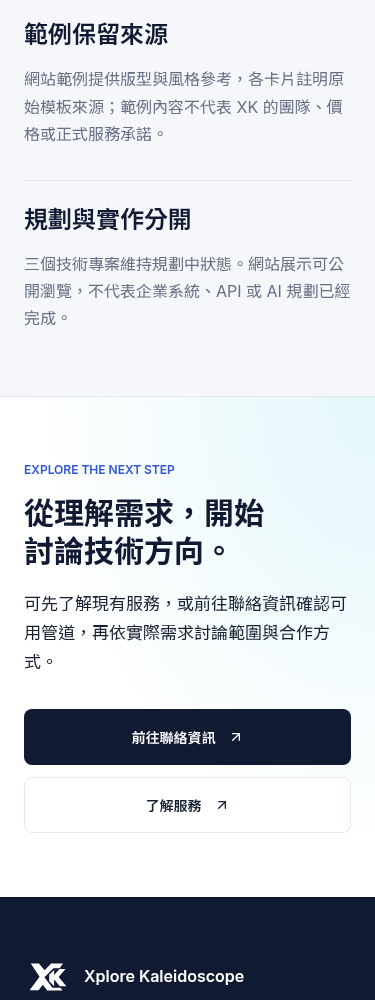 範例保留來源
網站範例提供版型與風格參考，各卡片註明原
始模板來源；範例內容不代表 XK 的團隊、價
格或正式服務承諾。
規劃與實作分開
三個技術專案維持規劃中狀態。網站展示可公
開瀏覽，不代表企業系統、API 或 AI 規劃已經
完成。
EXPLORE THE NEXT STEP
從理解需求，開始
討論技術方向。
可先了解現有服務，或前往聯絡資訊確認可
用管道，再依實際需求討論範圍與合作方
式。
前往聯絡資訊
了解服務
Xplore Kaleidoscope